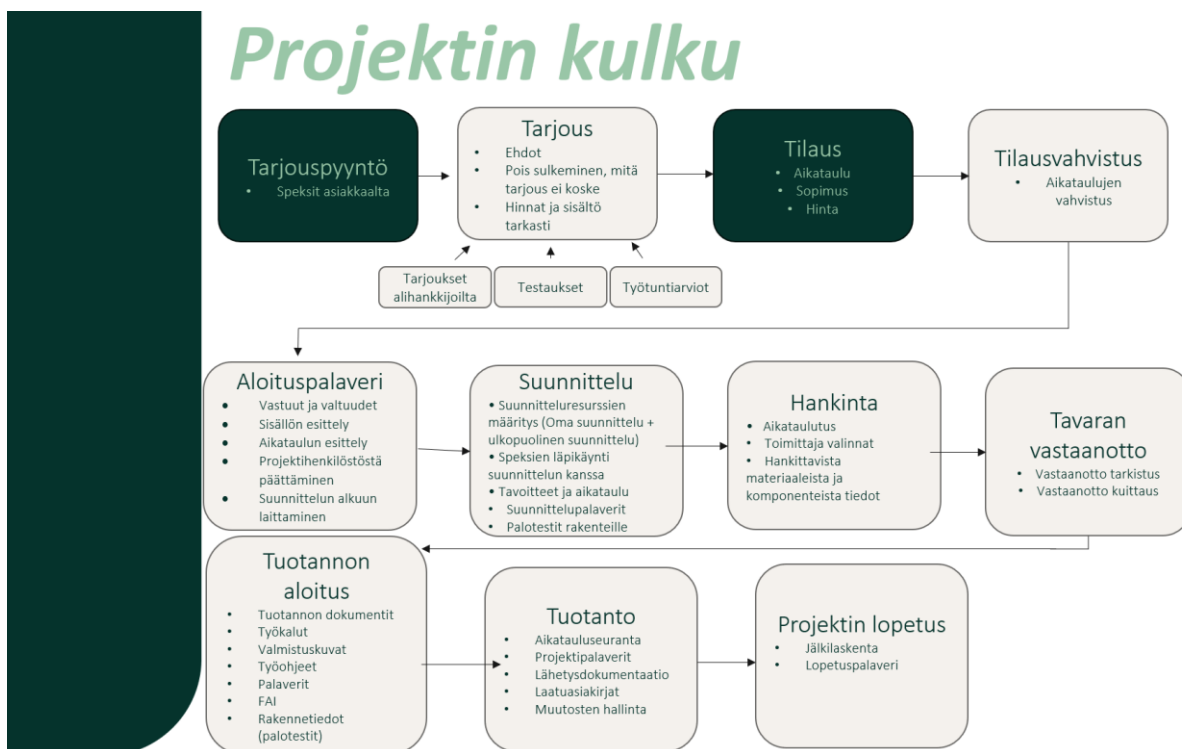 Projektin kulku
Tarjouspyyntö
• Speksit asiakkaalta
Tarjous
• Ehdot
• Pois sulkeminen, mitä
tarjous ei koske
• Hinnat ja sisältö
tarkasti
Tilaus
• Aikataulu
• Sopimus
• Hinta
Tilausvahvistus
• Aikataulujen
vahvistus
Tarjoukset
alihankkijoilta
Testaukset
Työtuntiarviot
Aloituspalaveri
• Vastuut ja valtuudet
• Sisällön esittely
• Aikataulun esittely
• Projektihenkilöstöstä
päättäminen
• Suunnittelun alkuun
laittaminen
Suunnittelu
• Suunnitteluresurssien
määritys (Oma suunnittelu +
ulkopuolinen suunnittelu)
• Speksien läpikäynti
suunnittelun kanssa
• Tavoitteet ja aikataulu
• Suunnittelupalaverit
• Palotestit rakenteille
Hankinta
• Aikataulutus
• Toimittaja valinnat
• Hankittavista
materiaaleista ja
komponenteista tiedot
Tavaran
vastaanotto
• Vastaanotto tarkistus
• Vastaanotto kuittaus
Tuotannon
aloitus
• Tuotannon dokumentit
• Työkalut
• Valmistuskuvat
• Työohjeet
• Palaverit
• FAI
• Rakennetiedot
(palotestit)
Tuotanto
• Aikatauluseuranta
• Projektipalaverit
• Lähetysdokumentaatio
• Laatuasiakirjat
• Muutosten hallinta
Projektin lopetus
• Jälkilaskenta
• Lopetuspalaveri